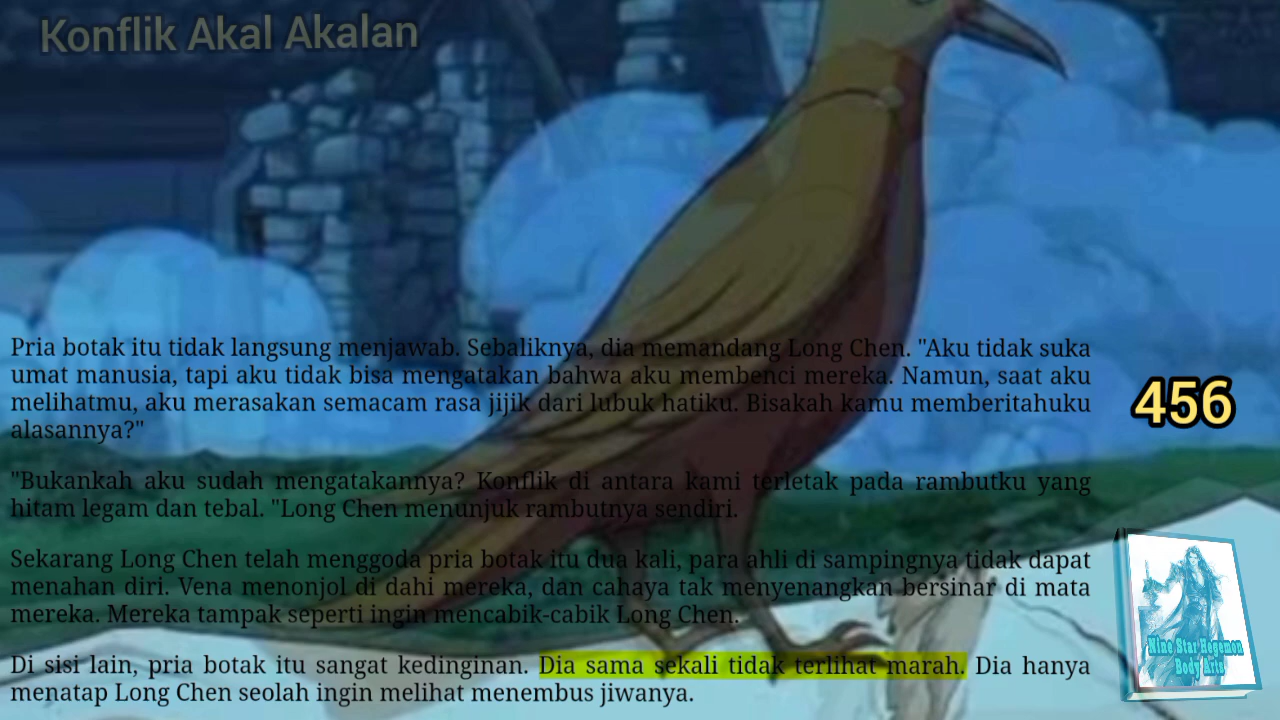 Konflik Akal Akalan
Pria botak itu tidak langsung menjawab. Sebaliknya, dia memandang Long Chen. "Aku tidak suka
umat manusia, tapi aku tidak bisa mengatakan bahwa aku membenci mereka. Namun, saat aku
melihatmu, aku merasakan semacam rasa jijik dari lubuk hatiku. Bisakah kamu memberitahuku
alasannya?"
"Bukankah aku sudah mengatakannya? Konflik di antara kami terletak pada rambutku yang
hitam legam dan tebal. "Long Chen menunjuk rambutnya sendiri.
Sekarang Long Chen telah menggoda pria botak itu dua kali, para ahli di sampingnya tidak dapat
menahan diri. Vena menonjol di dahi mereka, dan cahaya tak menyenangkan bersinar di mata
mereka. Mereka tampak seperti ingin mencabik-cabik Long Chen.
Di sisi lain, pria botak itu sangat kedinginan. Dia sama sekali tidak terlihat marah. Dia hanya
menatap Long Chen seolah ingin melihat menembus jiwanya.
456
Nine Star Hegemon
Body Arts